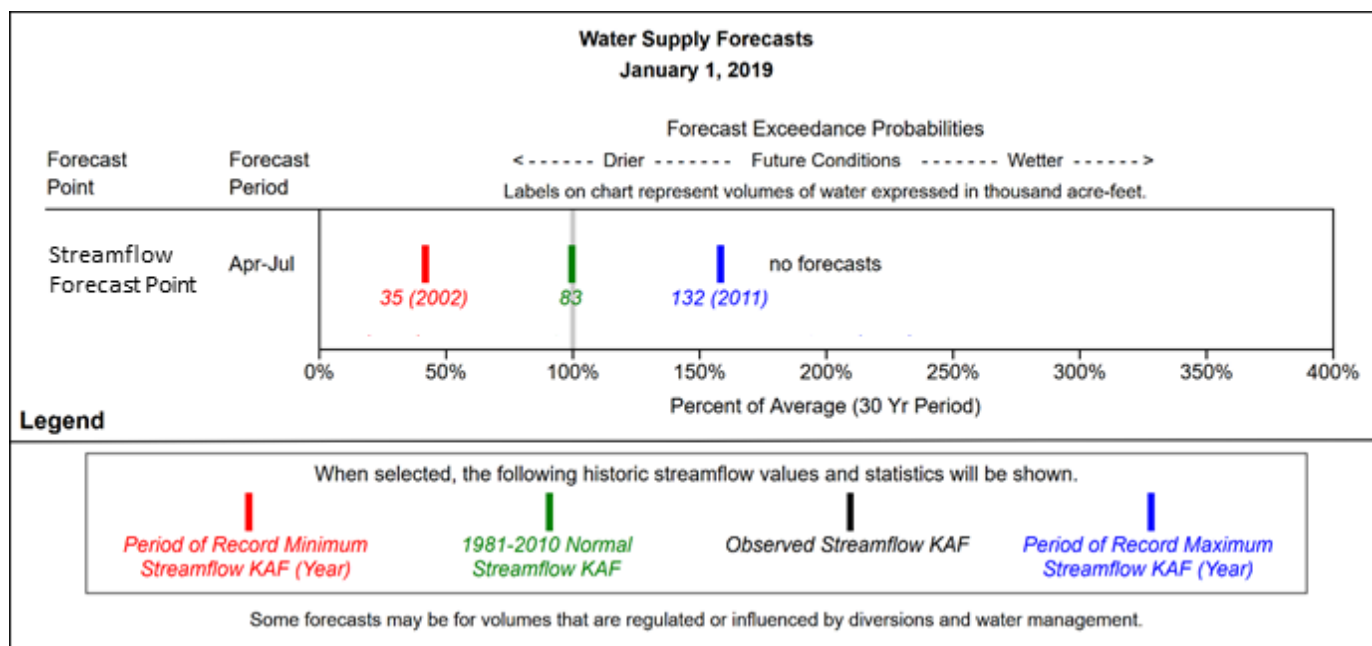 Water Supply Forecasts
January 1, 2019
Forecast Exceedance Probabilities
Forecast Point
Forecast Period
<------ Drier ------- Future Conditions ------- Wetter ------>
Labels on chart represent volumes of water expressed in thousand acre-feet.
Streamflow
Forecast Point
Apr-Jul
35 (2002)
83
132 (2011)
no forecasts
0% 50% 100% 150% 200% 250% 300% 350% 400%
Percent of Average (30 Yr Period)
Legend
When selected, the following historic streamflow values and statistics will be shown.
Period of Record Minimum
Streamflow KAF (Year)
1981-2010 Normal
Streamflow KAF
Observed Streamflow KAF
Period of Record Maximum
Streamflow KAF (Year)
Some forecasts may be for volumes that are regulated or influenced by diversions and water management.